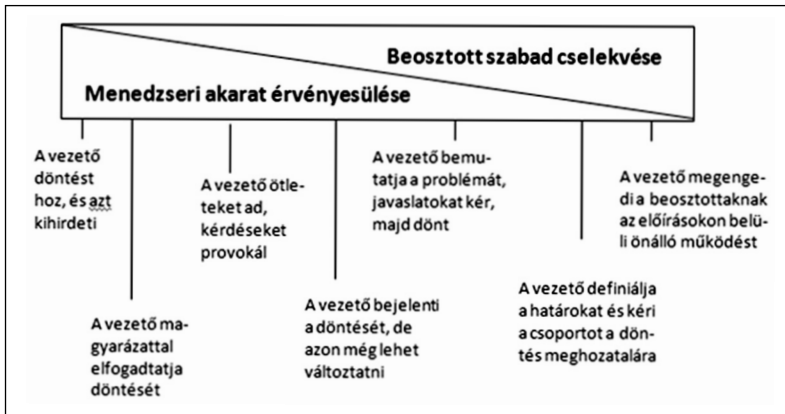 Beosztott szabad cselekvése
Menedzseri akarat érvényesülése
A vezető
döntést
hoz, és azt
kihirdeti
A vezető ma-
gyarázattal
elfogadtatja
döntését
A vezető ötle-
teket ad,
kérdéseket
provokál
A vezető bejelenti
a döntését, de
azon még lehet
változtatni
A vezető bemu-
tatja a problémát,
javaslatokat kér,
majd dönt
A vezető definiálja
a határokat és kéri
a csoportot a dön-
tés meghozatalára
A vezető megenge-
di a beosztottaknak
az előírásokon belü-
li önálló működést